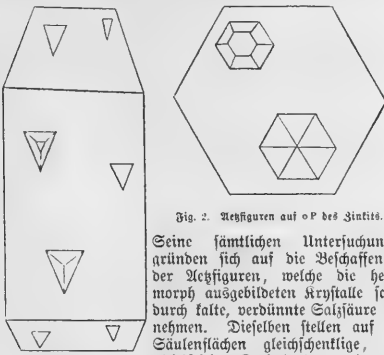 Fig. 2. Aetzfiguren auf oP des Zinkits.
Seine sämtlichen Untersuchun
gründen sich auf die Beschaffen
der Aetzfiguren, welche die he
morph ausgebildeten Krystalle sc
durch kalte, verdünnte Salzsäure
nehmen. Dieselben stellen auf
Säulenflächen gleichschenklige,